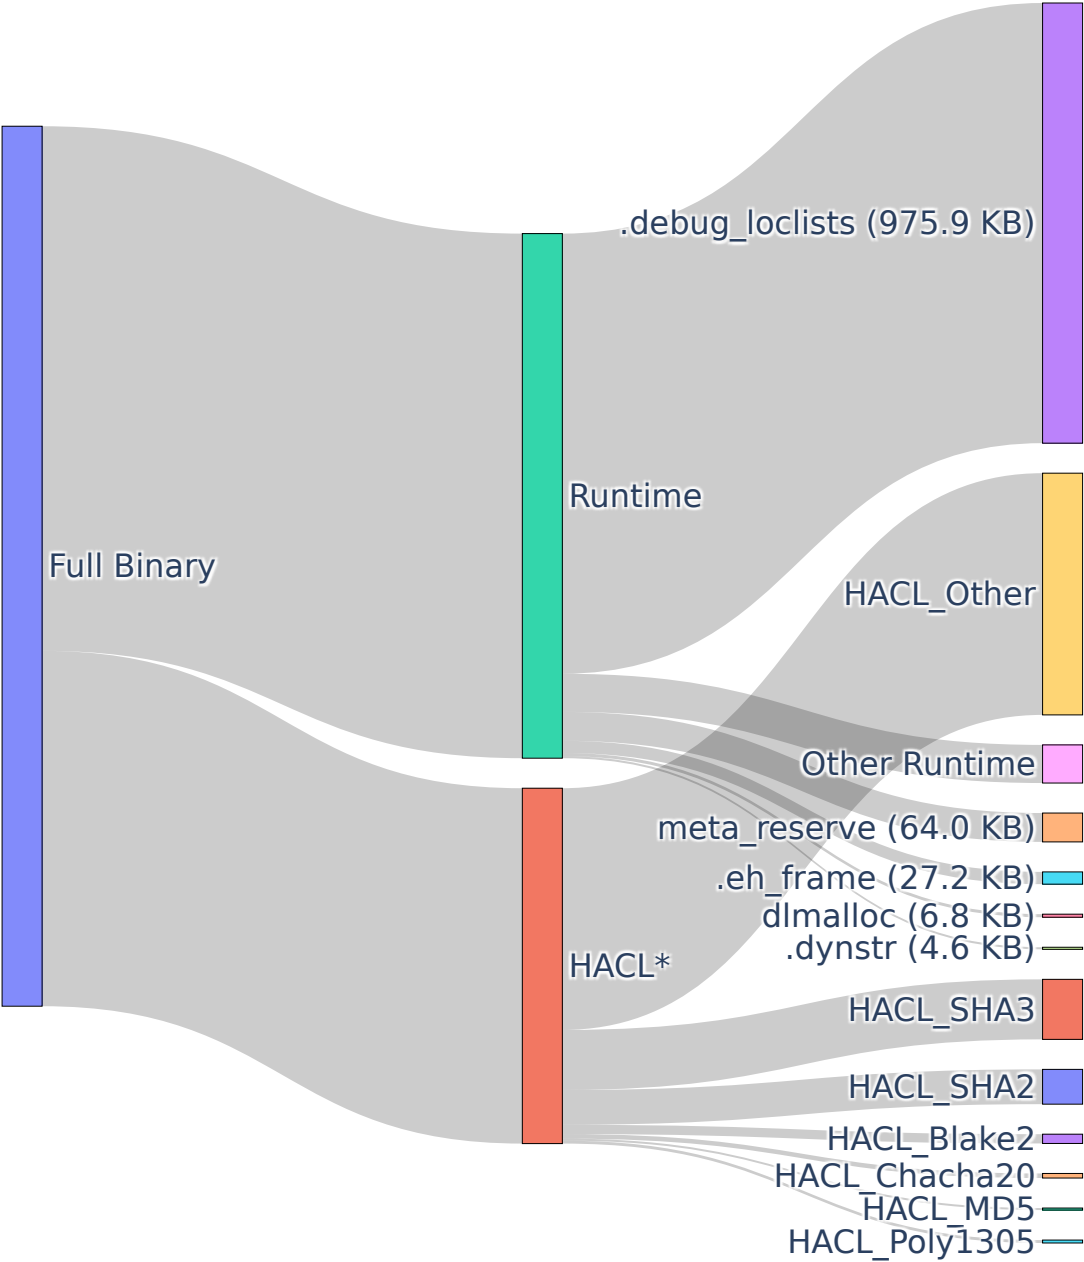 .debug_loclists (975.9 KB)
Runtime
Full Binary
HACL_Other
Other Runtime
meta_reserve (64.0 KB)
.eh_frame (27.2 KB)
dlmalloc (6.8 KB)
.dynstr (4.6 KB)
HACL*
HACL_SHA3
HACL_SHA2
HACL_Blake2
HACL_Chacha20
HACL_MD5
HACL_Poly1305